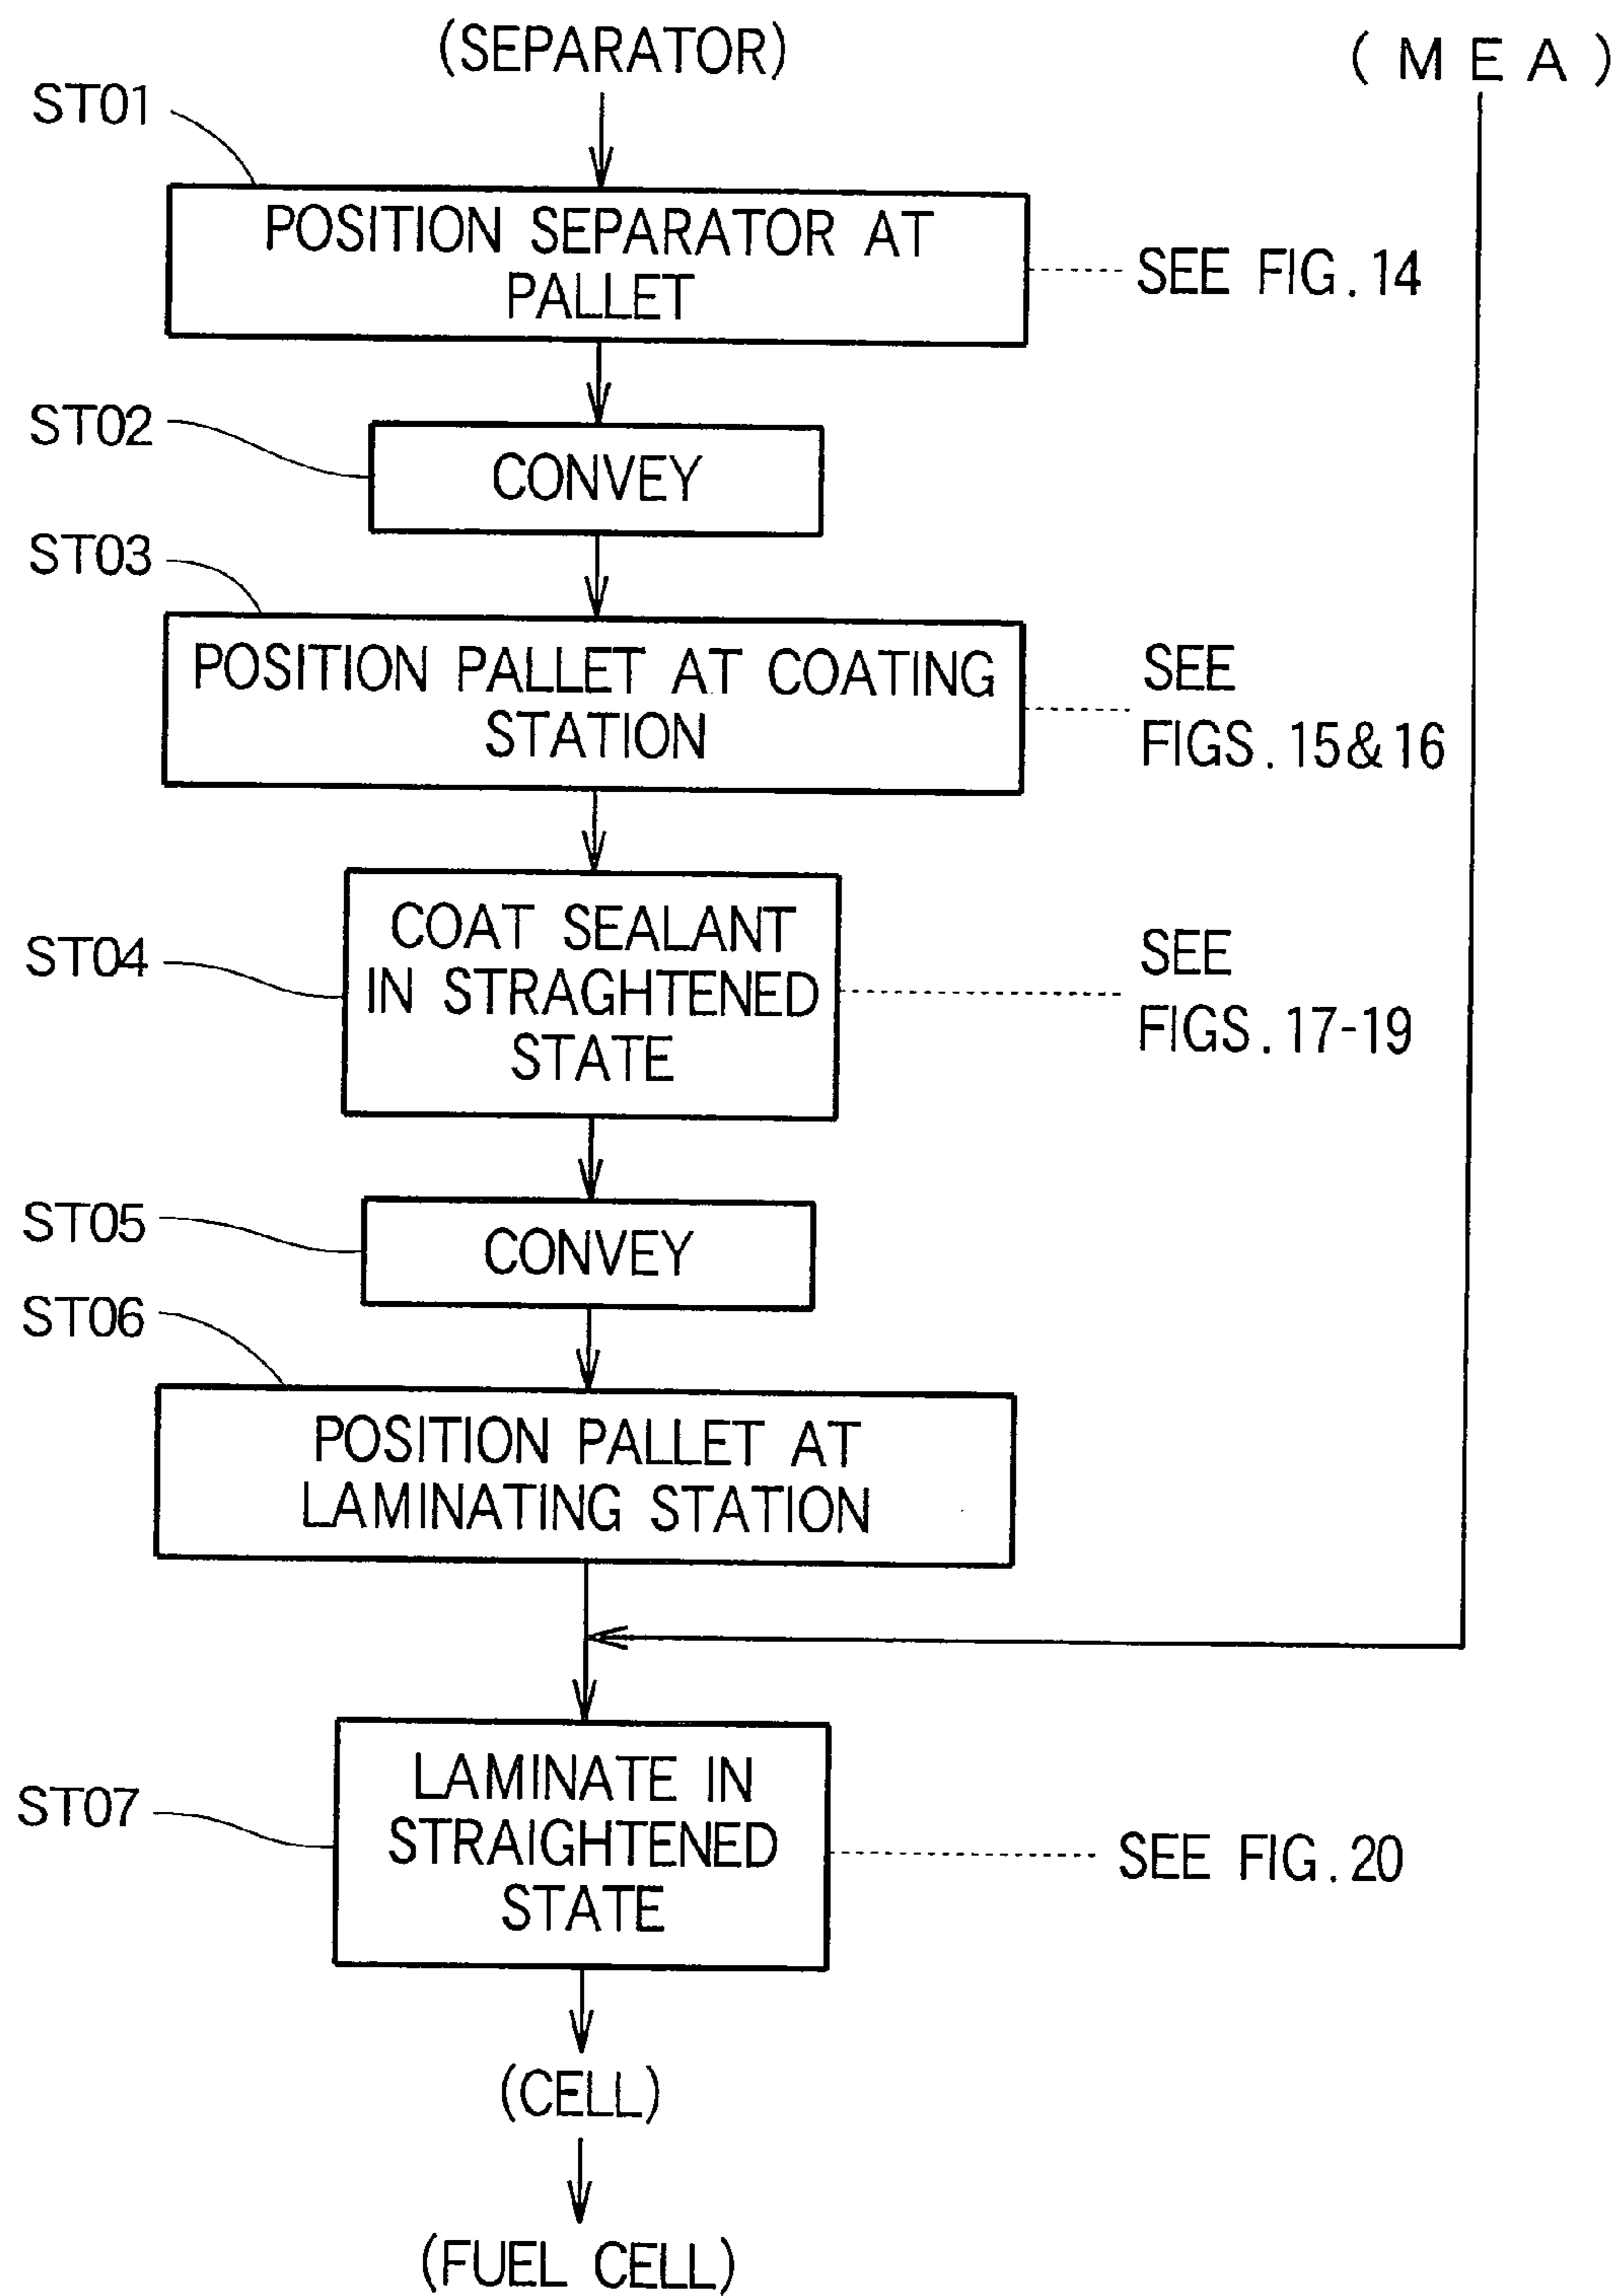 (SEPARATOR)
(MEA)
ST01
POSITION SEPARATOR AT
PALLET
SEE FIG.14
ST02
CONVEY
ST03
POSITION PALLET AT COATING
STATION
SEE
FIGS.15&16
ST04
COAT SEALANT
IN STRAGHTENED
STATE
SEE
FIGS.17-19
ST05
CONVEY
ST06
POSITION PALLET AT
LAMINATING STATION
ST07
LAMINATE IN
STRAIGHTENED
STATE
SEE FIG.20
(CELL)
(FUEL CELL)